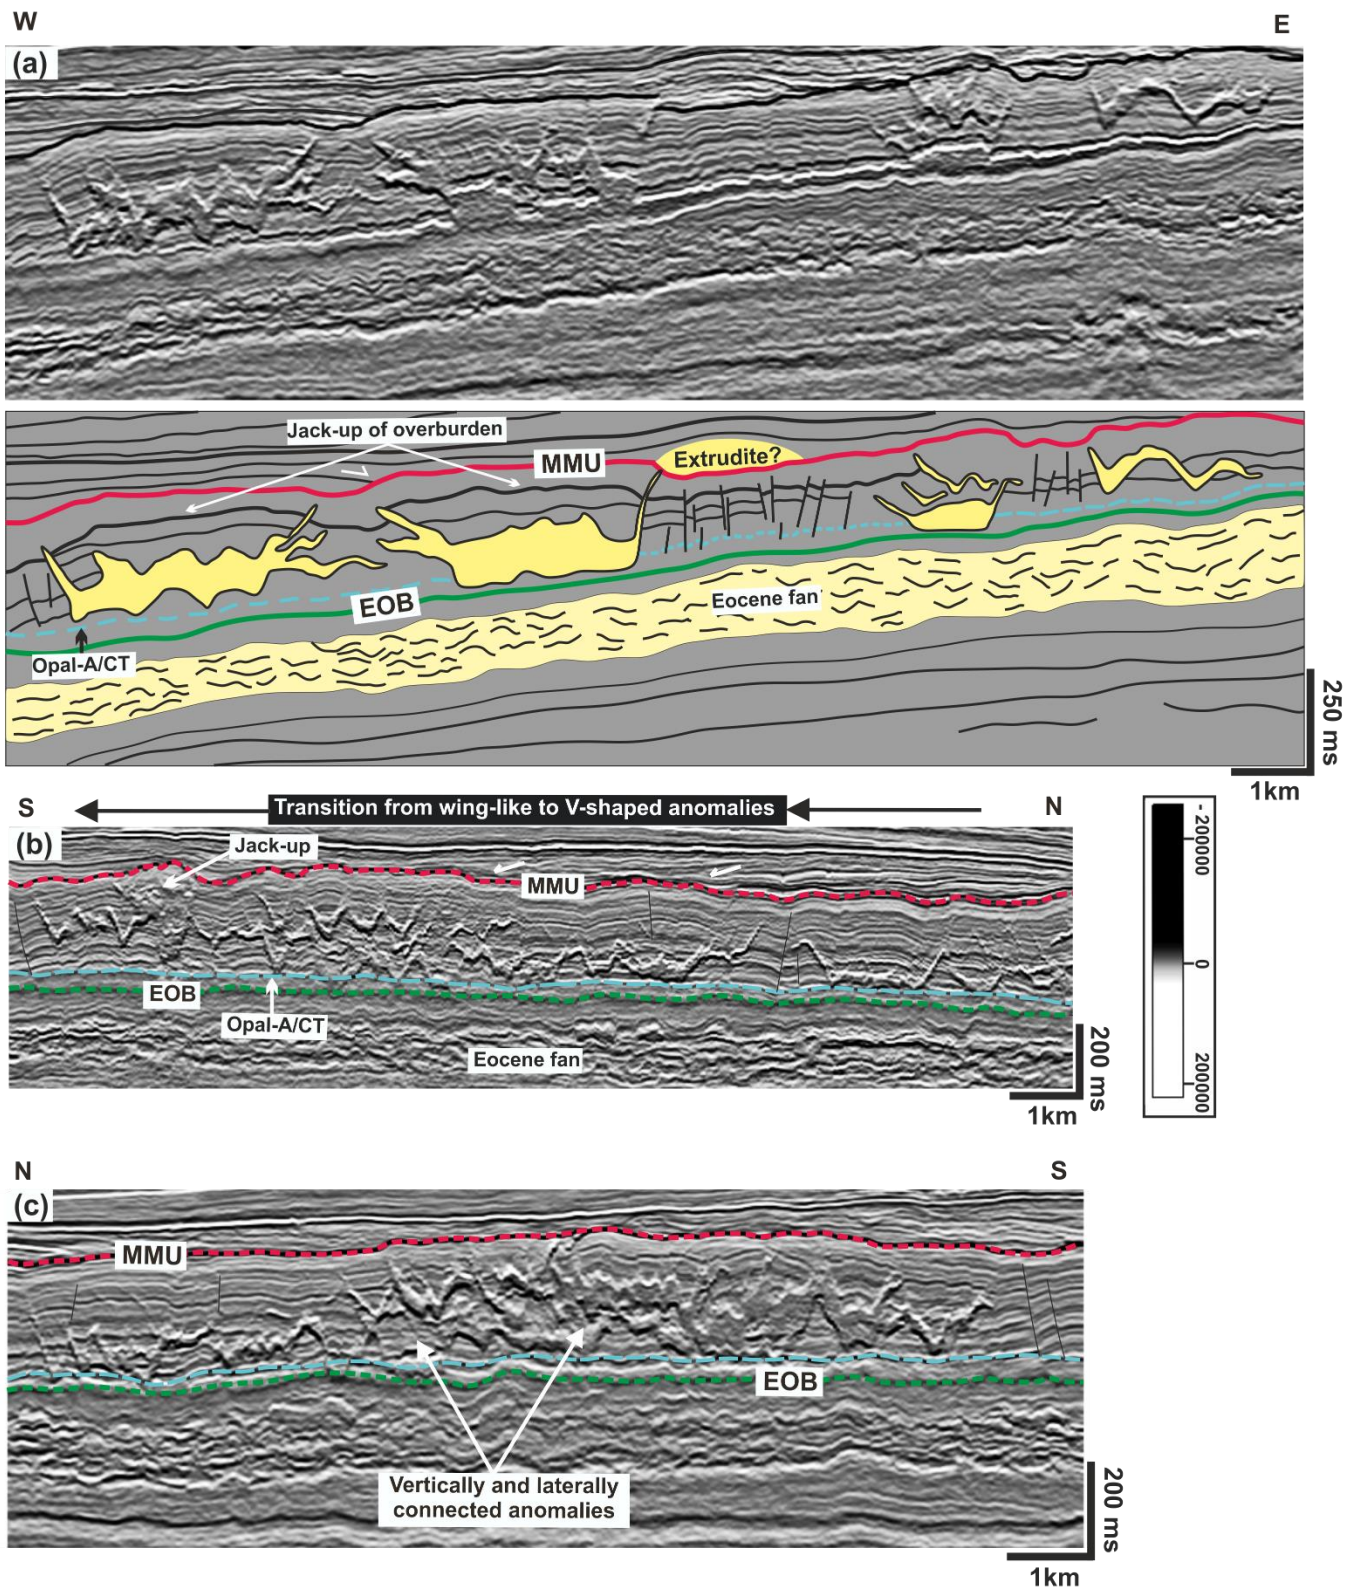 W
E
(a)
Jack-up of overburden
MMU
Extrudite?
EOB
Eocene fan
Opal-A/CT
250 ms
1km
S
Transition from wing-like to V-shaped anomalies
N
(b)
Jack-up
MMU
EOB
Opal-A/CT
Eocene fan
200 ms
1km
- 200000
0
200000
N
S
(c)
MMU
EOB
Vertically and laterally
connected anomalies
200 ms
1km